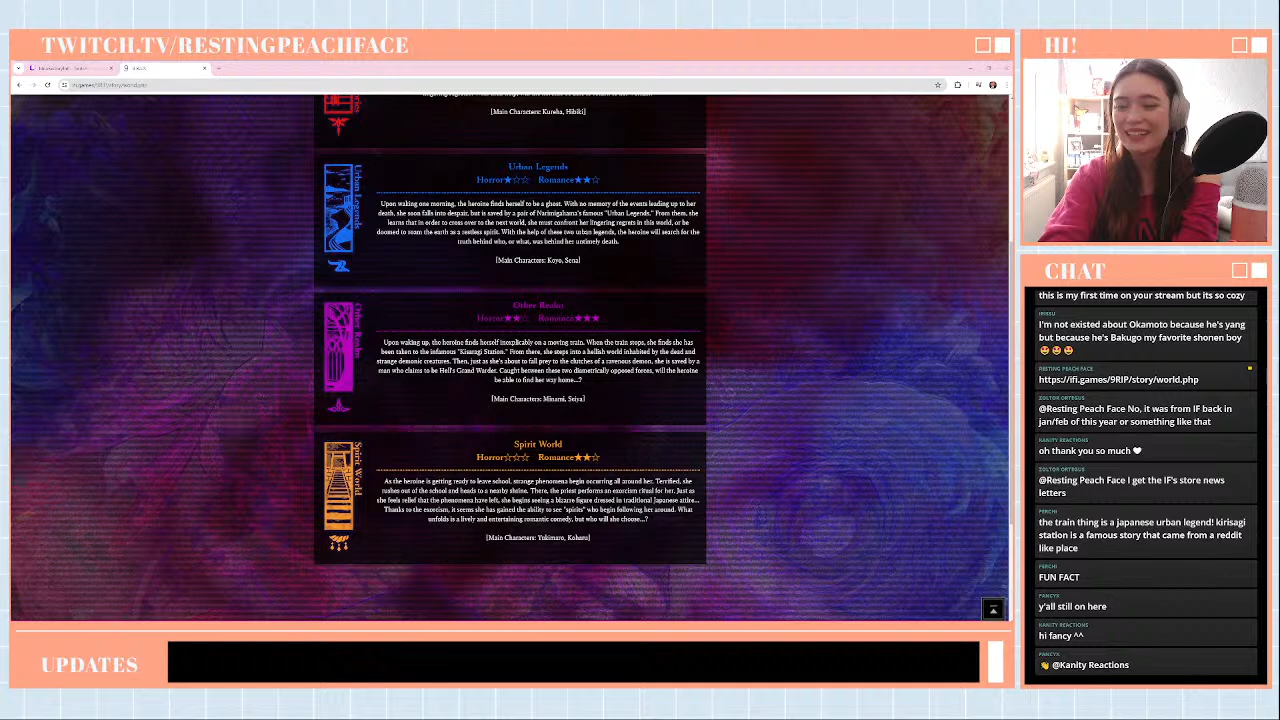 TWITCH.TV/RESTINGPEACHFACE
[Main Characters: Kureha, Hibiki]
Urban Legends
Urban Legends
Horror★☆☆ Romance★★☆
Upon waking one morning, the heroine finds herself to be a ghost. With no memory of the events leading up to her
death, she soon falls into despair, but is saved by a pair of Narimigahama's famous "Urban Legends." From them, she
learns that in order to cross over to the next world, she must confront her lingering regrets in this world, or be
doomed to roam the earth as a restless spirit. With the help of these two urban legends, the heroine will search for the
truth behind who, or what, was behind her untimely death.
[Main Characters: Koyo, Sena]
Other Realm
Other Realm
Horror★★☆ Romance★★★
Upon waking up, the heroine finds herself inexplicably on a moving train. When the train stops, she finds she has
been taken to the infamous "Kisaragi Station." From there, she steps into a hellish world inhabited by the dead and
strange demonic creatures. Then, just as she's about to fall prey to the clutches of a ravenous demon, she is saved by a
man who claims to be Hell's Grand Warder. Caught between these two diametrically opposed forces, will the heroine
be able to find her way home...?
[Main Characters: Minami, Seiya]
Spirit World
Spirit World
Horror☆☆☆ Romance★★☆
As the heroine is getting ready to leave school, strange phenomena begin occurring all around her. Terrified, she
rushes out of the school and heads to a nearby shrine. There, the priest performs an exorcism ritual for her. Just as
she feels relief that the phenomena have left, she begins seeing a bizarre figure dressed in traditional Japanese attire...
Thanks to the exorcism, it seems she has gained the ability to see "spirits" who begin following her around. What
unfolds is a lively and entertaining romantic comedy, but who will she choose...?
[Main Characters: Yukimaru, Koharu]
UPDATES
HI!
CHAT
this is my first time on your stream but its so cozy
IRISSU
I'm not existed about Okamoto because he's yang
but because he's Bakugo my favorite shonen boy
RESTING PEACH FACE
https://ifi.games/9RIP/story/world.php
ZOLTOR ORTEGUS
@Resting Peach Face No, it was from IF back in
jan/feb of this year or something like that
KANITY REACTIONS
oh thank you so much
ZOLTOR ORTEGUS
@Resting Peach Face I get the IF's store news
letters
FERCHI
the train thing is a japanese urban legend! kirisagi
station is a famous story that came from a reddit
like place
FERCHI
FUN FACT
FANCYX
y'all still on here
KANITY REACTIONS
hi fancy ^^
FANCYX
@Kanity Reactions